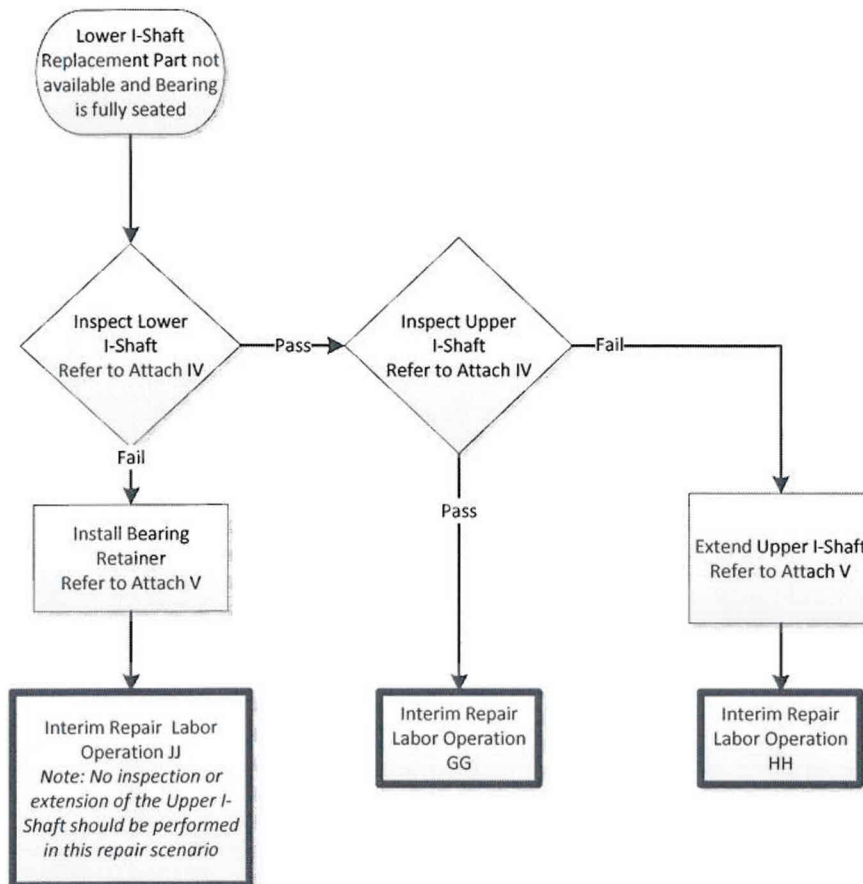 Lower I-Shaft
Replacement Part not
available and Bearing
is fully seated
Inspect Lower
I-Shaft
Refer to Attach IV
Pass
Inspect Upper
I-Shaft
Refer to Attach IV
Fail
Fail
Install Bearing
Retainer
Refer to Attach V
Pass
Extend Upper I-Shaft
Refer to Attach V
Interim Repair Labor
Operation JJ
Note: No inspection or
extension of the Upper I-
Shaft should be performed
in this repair scenario
Interim Repair
Labor Operation
GG
Interim Repair
Labor Operation
HH